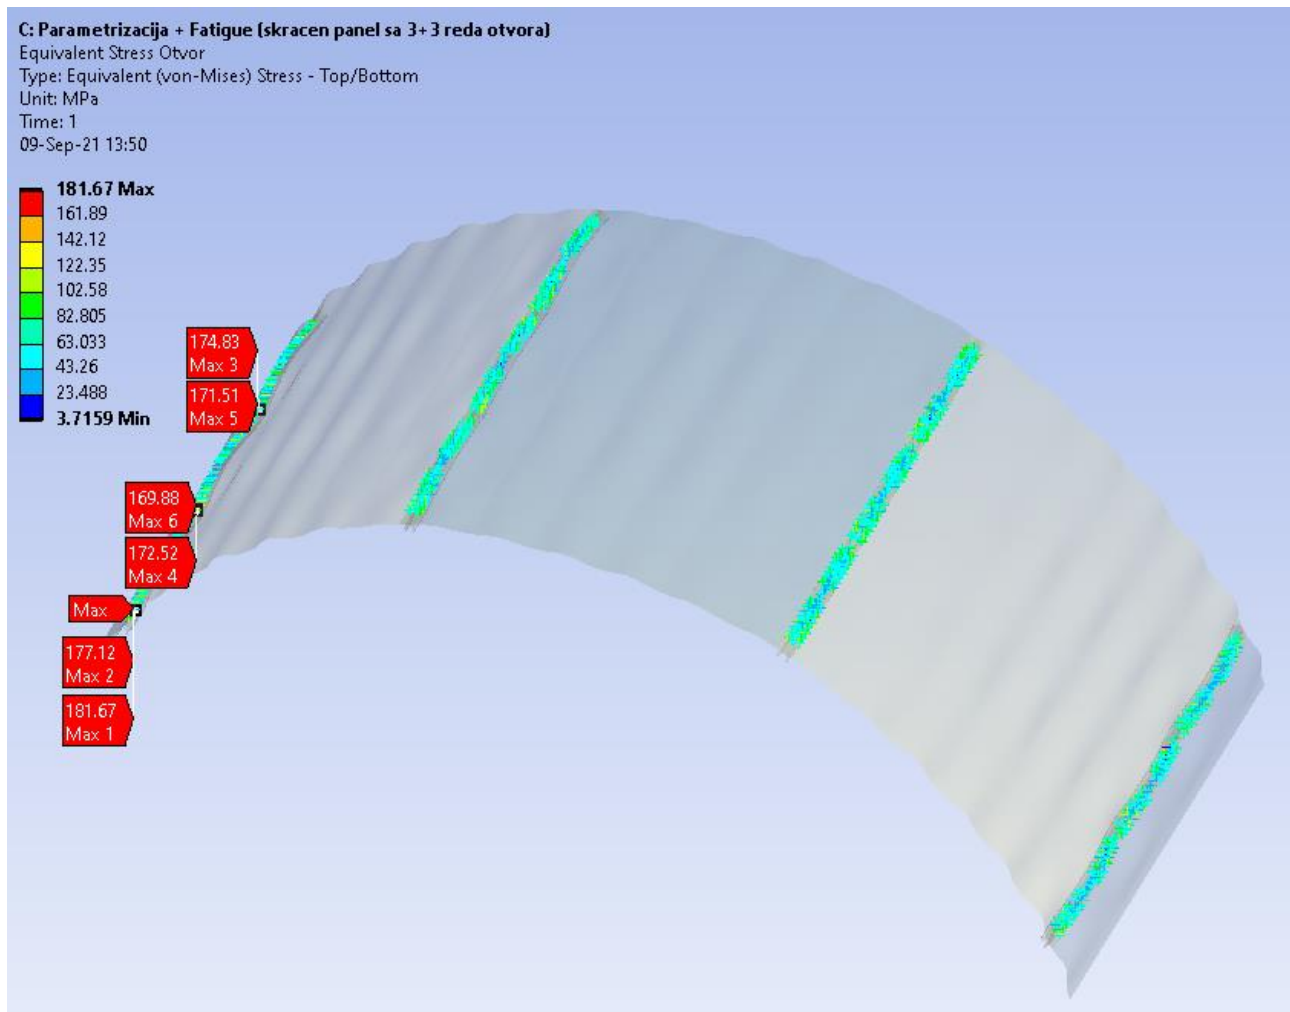 C: Parametrizacija + Fatigue (skracen panel sa 3+3 reda otvora)
Equivalent Stress Otvor
Type: Equivalent (von-Mises) Stress - Top/Bottom
Unit: MPa
Time: 1
09-Sep-21 13:50
181.67 Max
161.89
142.12
122.35
102.58
82.805
63.033
43.26
23.488
3.7159 Min
174.83
Max 3
171.51
Max 5
169.88
Max 6
172.52
Max 4
Max
177.12
Max 2
181.67
Max 1